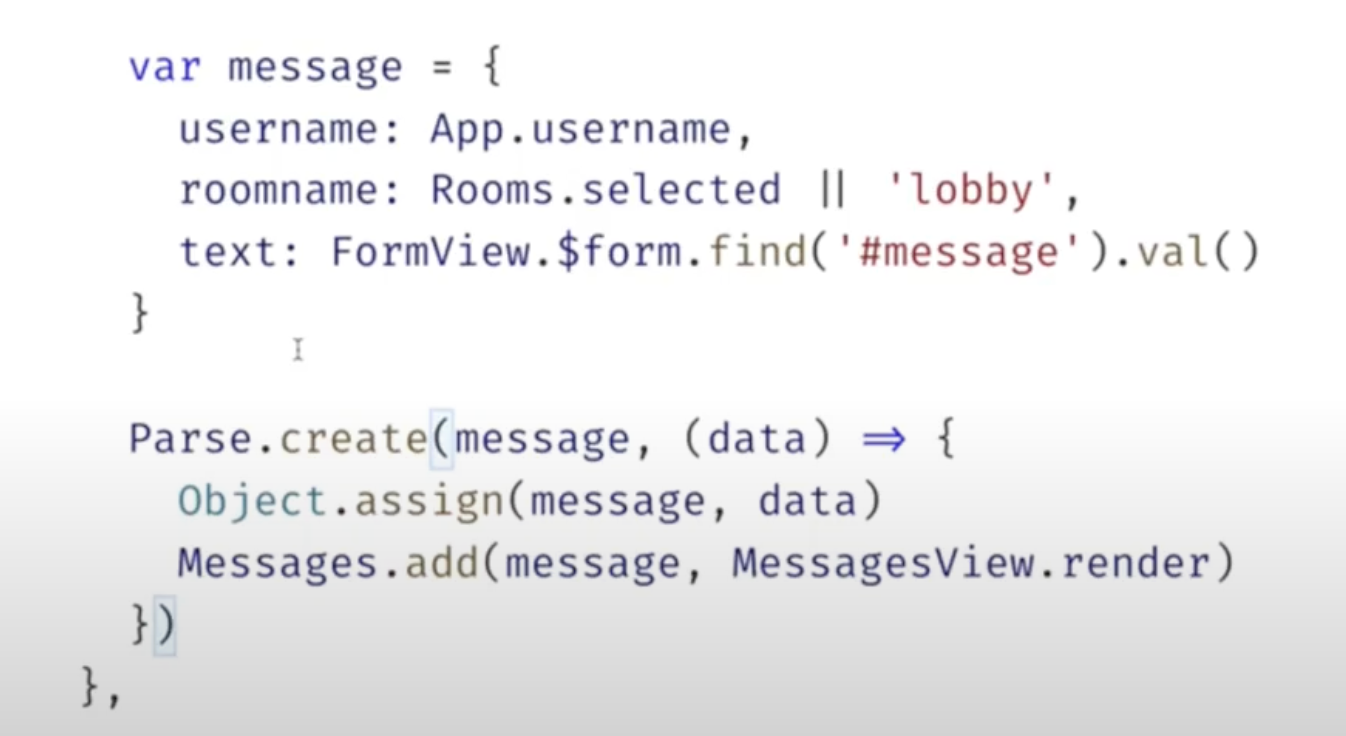 var message = {
username: App.username,
roomname: Rooms.selected || 'lobby',
text: FormView.$form.find('#message').val()
}
Parse.create(message, (data) => {
Object.assign(message, data)
Messages.add(message, MessagesView.render)
})
},